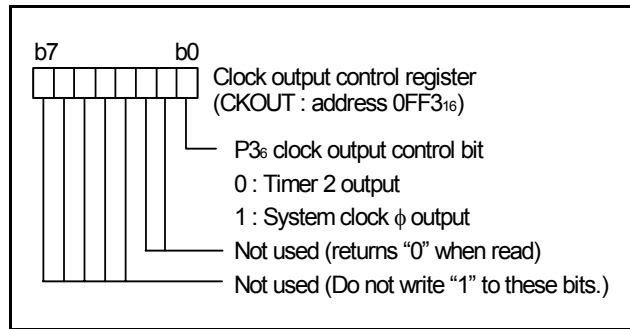 b7 b0
Clock output control register
(CKOUT : address 0FF3₁₆)
P3₆ clock output control bit
0 : Timer 2 output
1 : System clock ϕ output
Not used (returns “0” when read)
Not used (Do not write “1” to these bits.)